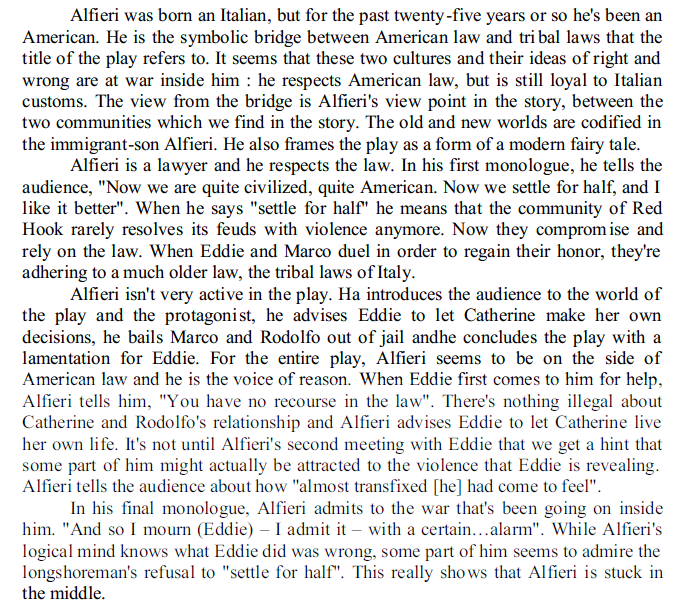 Alfieri was born an Italian, but for the past twenty-five years or so he's been an
American. He is the symbolic bridge between American law and tribal laws that the
title of the play refers to. It seems that these two cultures and their ideas of right and
wrong are at war inside him : he respects American law, but is still loyal to Italian
customs. The view from the bridge is Alfieri's view point in the story, between the
two communities which we find in the story. The old and new worlds are codified in
the immigrant-son Alfieri. He also frames the play as a form of a modern fairy tale.
Alfieri is a lawyer and he respects the law. In his first monologue, he tells the
audience, "Now we are quite civilized, quite American. Now we settle for half, and I
like it better". When he says "settle for half" he means that the community of Red
Hook rarely resolves its feuds with violence anymore. Now they compromise and
rely on the law. When Eddie and Marco duel in order to regain their honor, they're
adhering to a much older law, the tribal laws of Italy.
Alfieri isn't very active in the play. Ha introduces the audience to the world of
the play and the protagonist, he advises Eddie to let Catherine make her own
decisions, he bails Marco and Rodolfo out of jail andhe concludes the play with a
lamentation for Eddie. For the entire play, Alfieri seems to be on the side of
American law and he is the voice of reason. When Eddie first comes to him for help,
Alfieri tells him, "You have no recourse in the law". There's nothing illegal about
Catherine and Rodolfo's relationship and Alfieri advises Eddie to let Catherine live
her own life. It's not until Alfieri's second meeting with Eddie that we get a hint that
some part of him might actually be attracted to the violence that Eddie is revealing.
Alfieri tells the audience about how "almost transfixed [he] had come to feel".
In his final monologue, Alfieri admits to the war that's been going on inside
him. "And so I mourn (Eddie) – I admit it – with a certain…alarm". While Alfieri's
logical mind knows what Eddie did was wrong, some part of him seems to admire the
longshoreman's refusal to "settle for half". This really shows that Alfieri is stuck in
the middle.